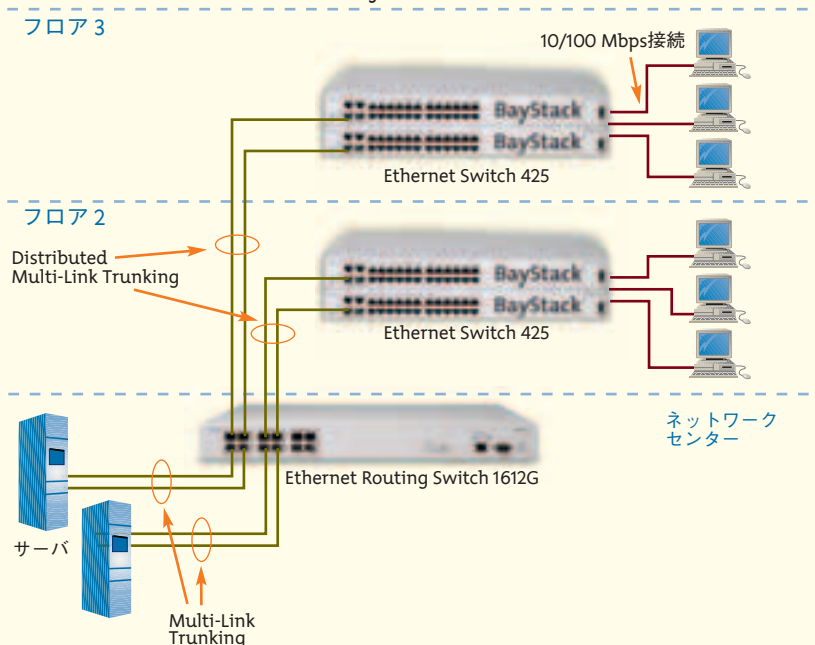 フロア 3
10/100 Mbps接続
BayStack
BayStack
Ethernet Switch 425
フロア 2
Distributed
Multi-Link Trunking
BayStack
BayStack
Ethernet Switch 425
ネットワーク
センター
Ethernet Routing Switch 1612G
サーバ
Multi-Link
Trunking